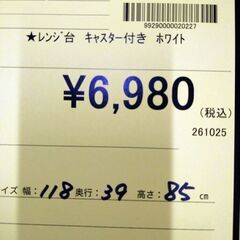 99290000020227
★レンジ台 キャスター付き ホワイト
¥6,980
(税込)
261025
イズ 幅: 118 奥行: 39 高さ: 85 cm